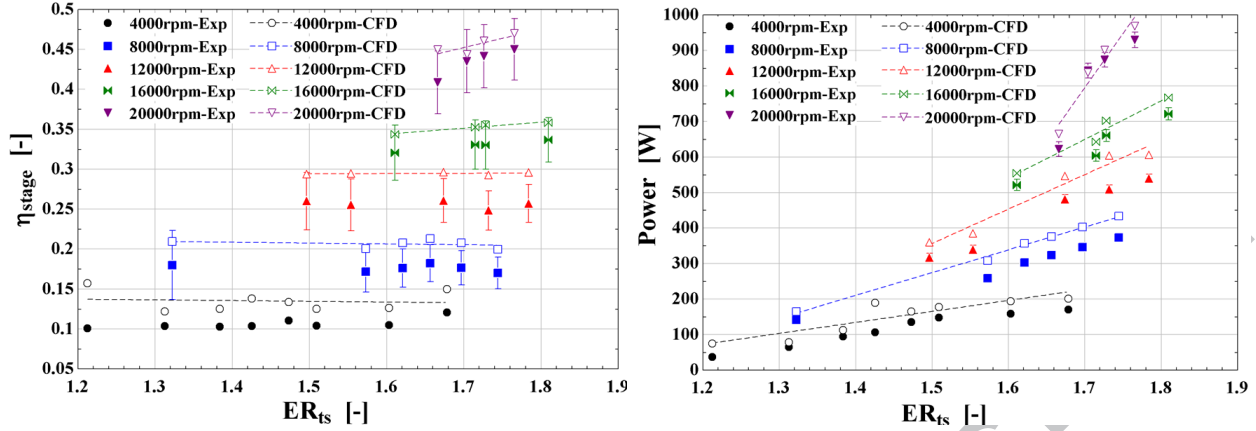 0.5
0.45
0.4
0.35
0.3
0.25
0.2
0.15
0.1
0.05
ηstage [-]
4000rpm-Exp 4000rpm-CFD
8000rpm-Exp 8000rpm-CFD
12000rpm-Exp 12000rpm-CFD
16000rpm-Exp 16000rpm-CFD
20000rpm-Exp 20000rpm-CFD
1.2 1.3 1.4 1.5 1.6 1.7 1.8 1.9
ERts [-]
1000
900
800
700
600
500
400
300
200
100
0
Power [W]
4000rpm-Exp 4000rpm-CFD
8000rpm-Exp 8000rpm-CFD
12000rpm-Exp 12000rpm-CFD
16000rpm-Exp 16000rpm-CFD
20000rpm-Exp 20000rpm-CFD
1.2 1.3 1.4 1.5 1.6 1.7 1.8 1.9
ERts [-]